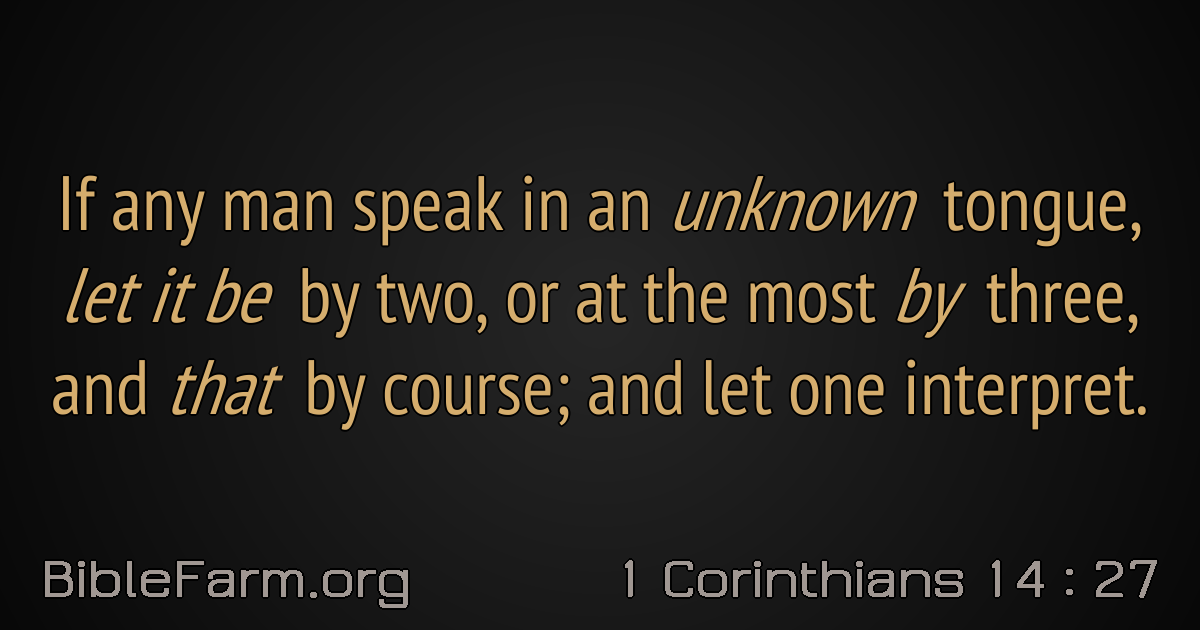 If any man speak in an unknown tongue,
let it be by two, or at the most by three,
and that by course; and let one interpret.
BibleFarm.org
1 Corinthians 14 : 27